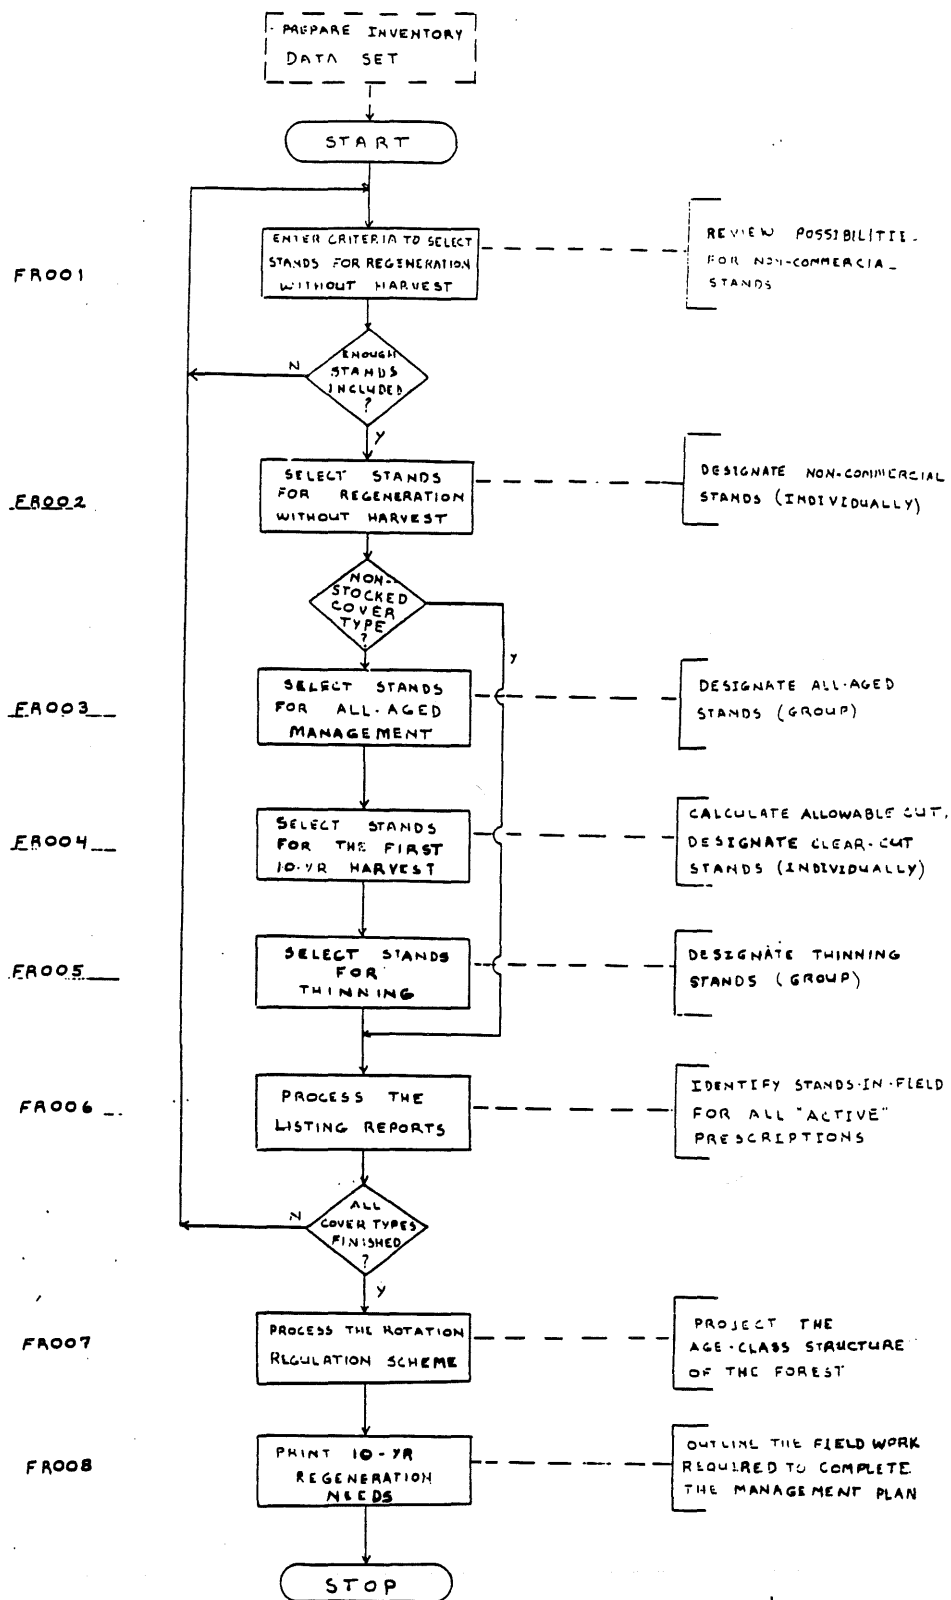 PREPARE INVENTORY
DATA SET
START
FR001
ENTER CRITERIA TO SELECT
STANDS FOR REGENERATION
WITHOUT HARVEST
REVIEW POSSIBILITIE
FOR NON-COMMERCIA
STANDS
ENOUGH
STANDS
INCLUDED
?
N
Y
FR002
SELECT STANDS
FOR REGENERATION
WITHOUT HARVEST
DESIGNATE NON-COMMERCIAL
STANDS (INDIVIDUALLY)
NON-
STOCKED
COVER
TYPE
?
Y
FR003
SELECT STANDS
FOR ALL-AGED
MANAGEMENT
DESIGNATE ALL-AGED
STANDS (GROUP)
FR004
SELECT STANDS
FOR THE FIRST
10-YR HARVEST
CALCULATE ALLOWABLE CUT,
DESIGNATE CLEAR-CUT
STANDS (INDIVIDUALLY)
FR005
SELECT STANDS
FOR
THINNING
DESIGNATE THINNING
STANDS (GROUP)
FR006
PROCESS THE
LISTING REPORTS
IDENTIFY STANDS-IN-FIELD
FOR ALL "ACTIVE"
PRESCRIPTIONS
ALL
COVER TYPES
FINISHED
?
N
Y
FR007
PROCESS THE ROTATION
REGULATION SCHEME
PROJECT THE
AGE-CLASS STRUCTURE
OF THE FOREST
FR008
PRINT 10-YR
REGENERATION
NEEDS
OUTLINE THE FIELD WORK
REQUIRED TO COMPLETE
THE MANAGEMENT PLAN
STOP